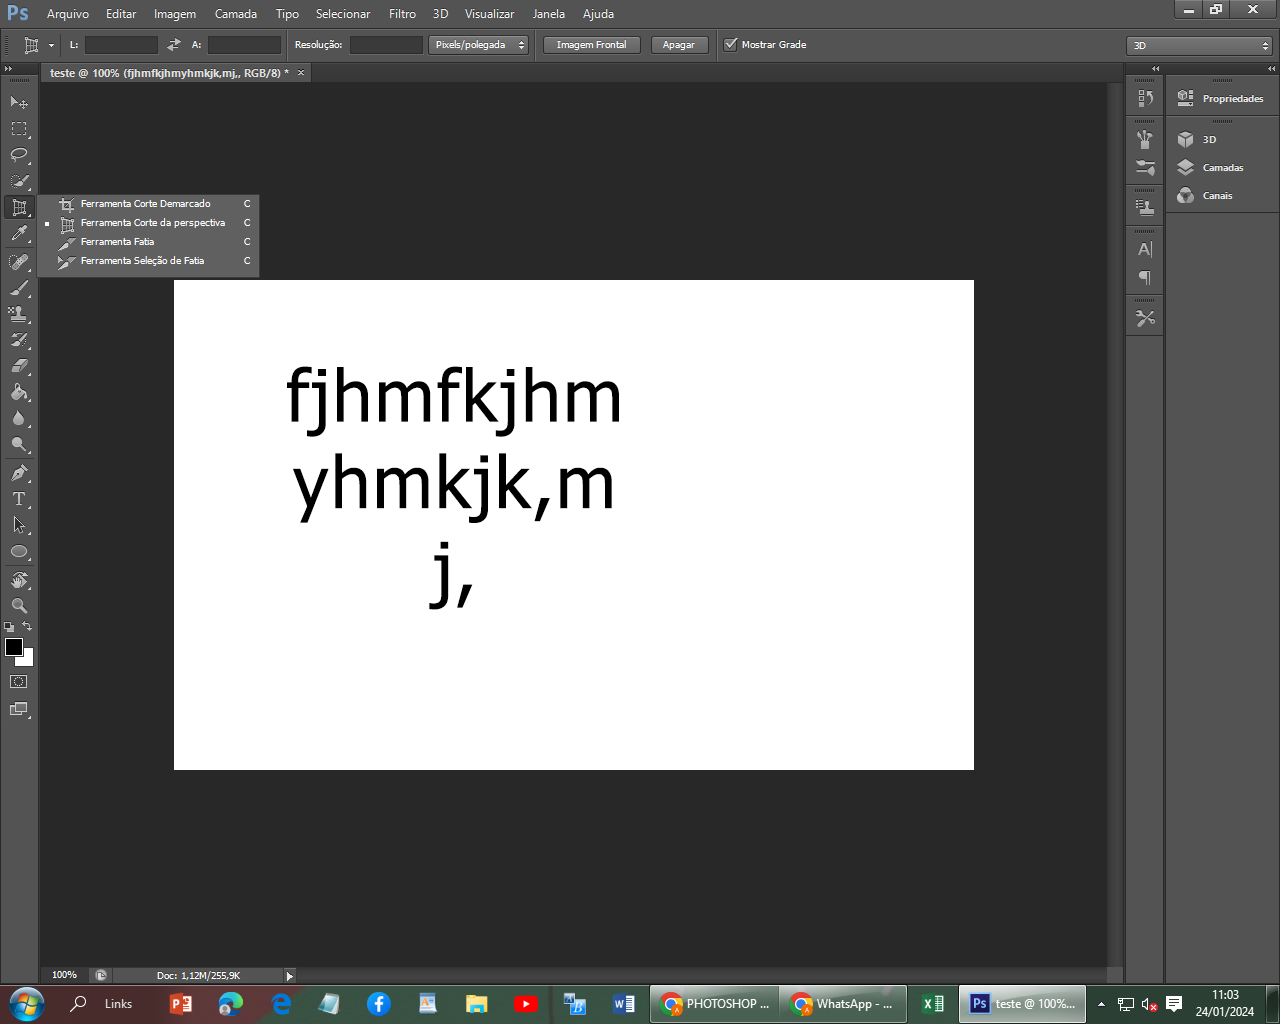 Ps Arquivo Editar Imagem Camada Tipo Selecionar Filtro 3D Visualizar Janela Ajuda
L: A: Resolução: Pixels/polegada Imagem Frontal Apagar Mostrar Grade 3D
teste @ 100% (fjhmfkjhmyhmkjk,mj,, RGB/8) * ×
Propriedades
3D
Camadas
Canais
Ferramenta Corte Demarcado C
Ferramenta Corte da perspectiva C
Ferramenta Fatia C
Ferramenta Seleção de Fatia C
fjhmfkjhm
yhmkjk,m
j,
100% Doc: 1,12M/255,9K
Links PHOTOSHOP ... WhatsApp - ... Ps teste @ 100%... 11:03
24/01/2024